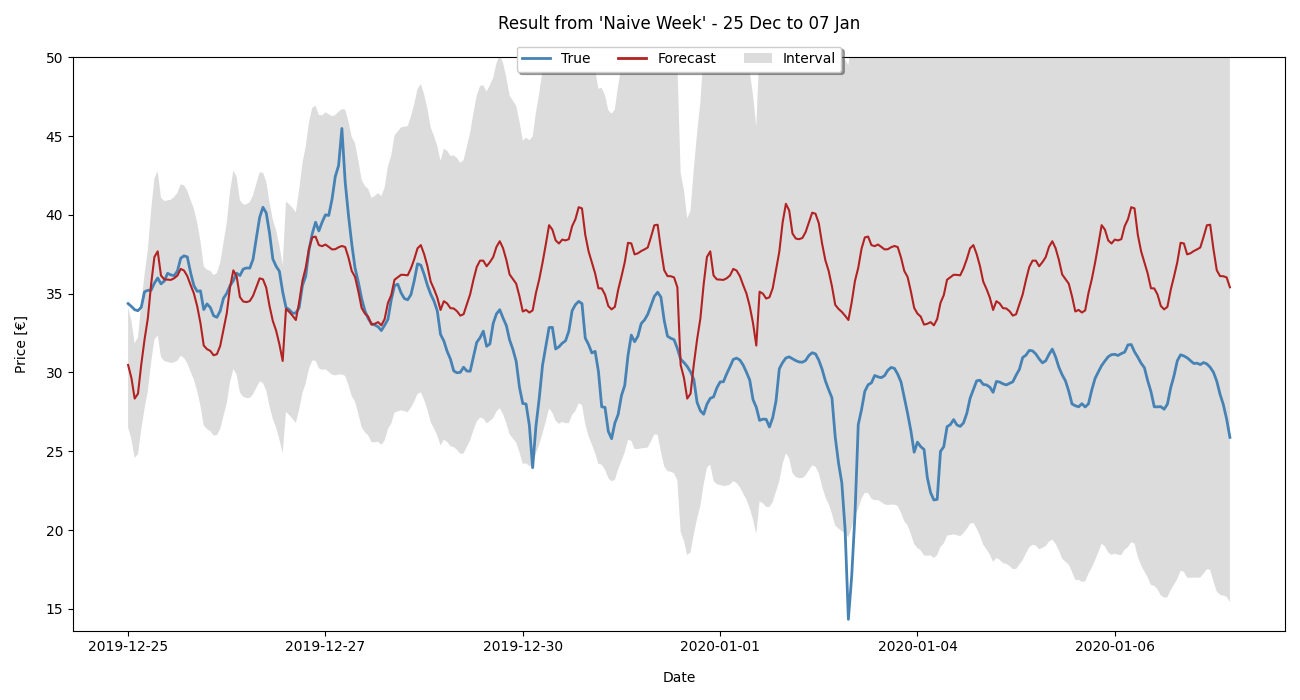 Result from 'Naive Week' - 25 Dec to 07 Jan
True Forecast Interval
50
45
40
35
30
25
20
15
Price [€]
2019-12-25 2019-12-27 2019-12-30 2020-01-01 2020-01-04 2020-01-06
Date